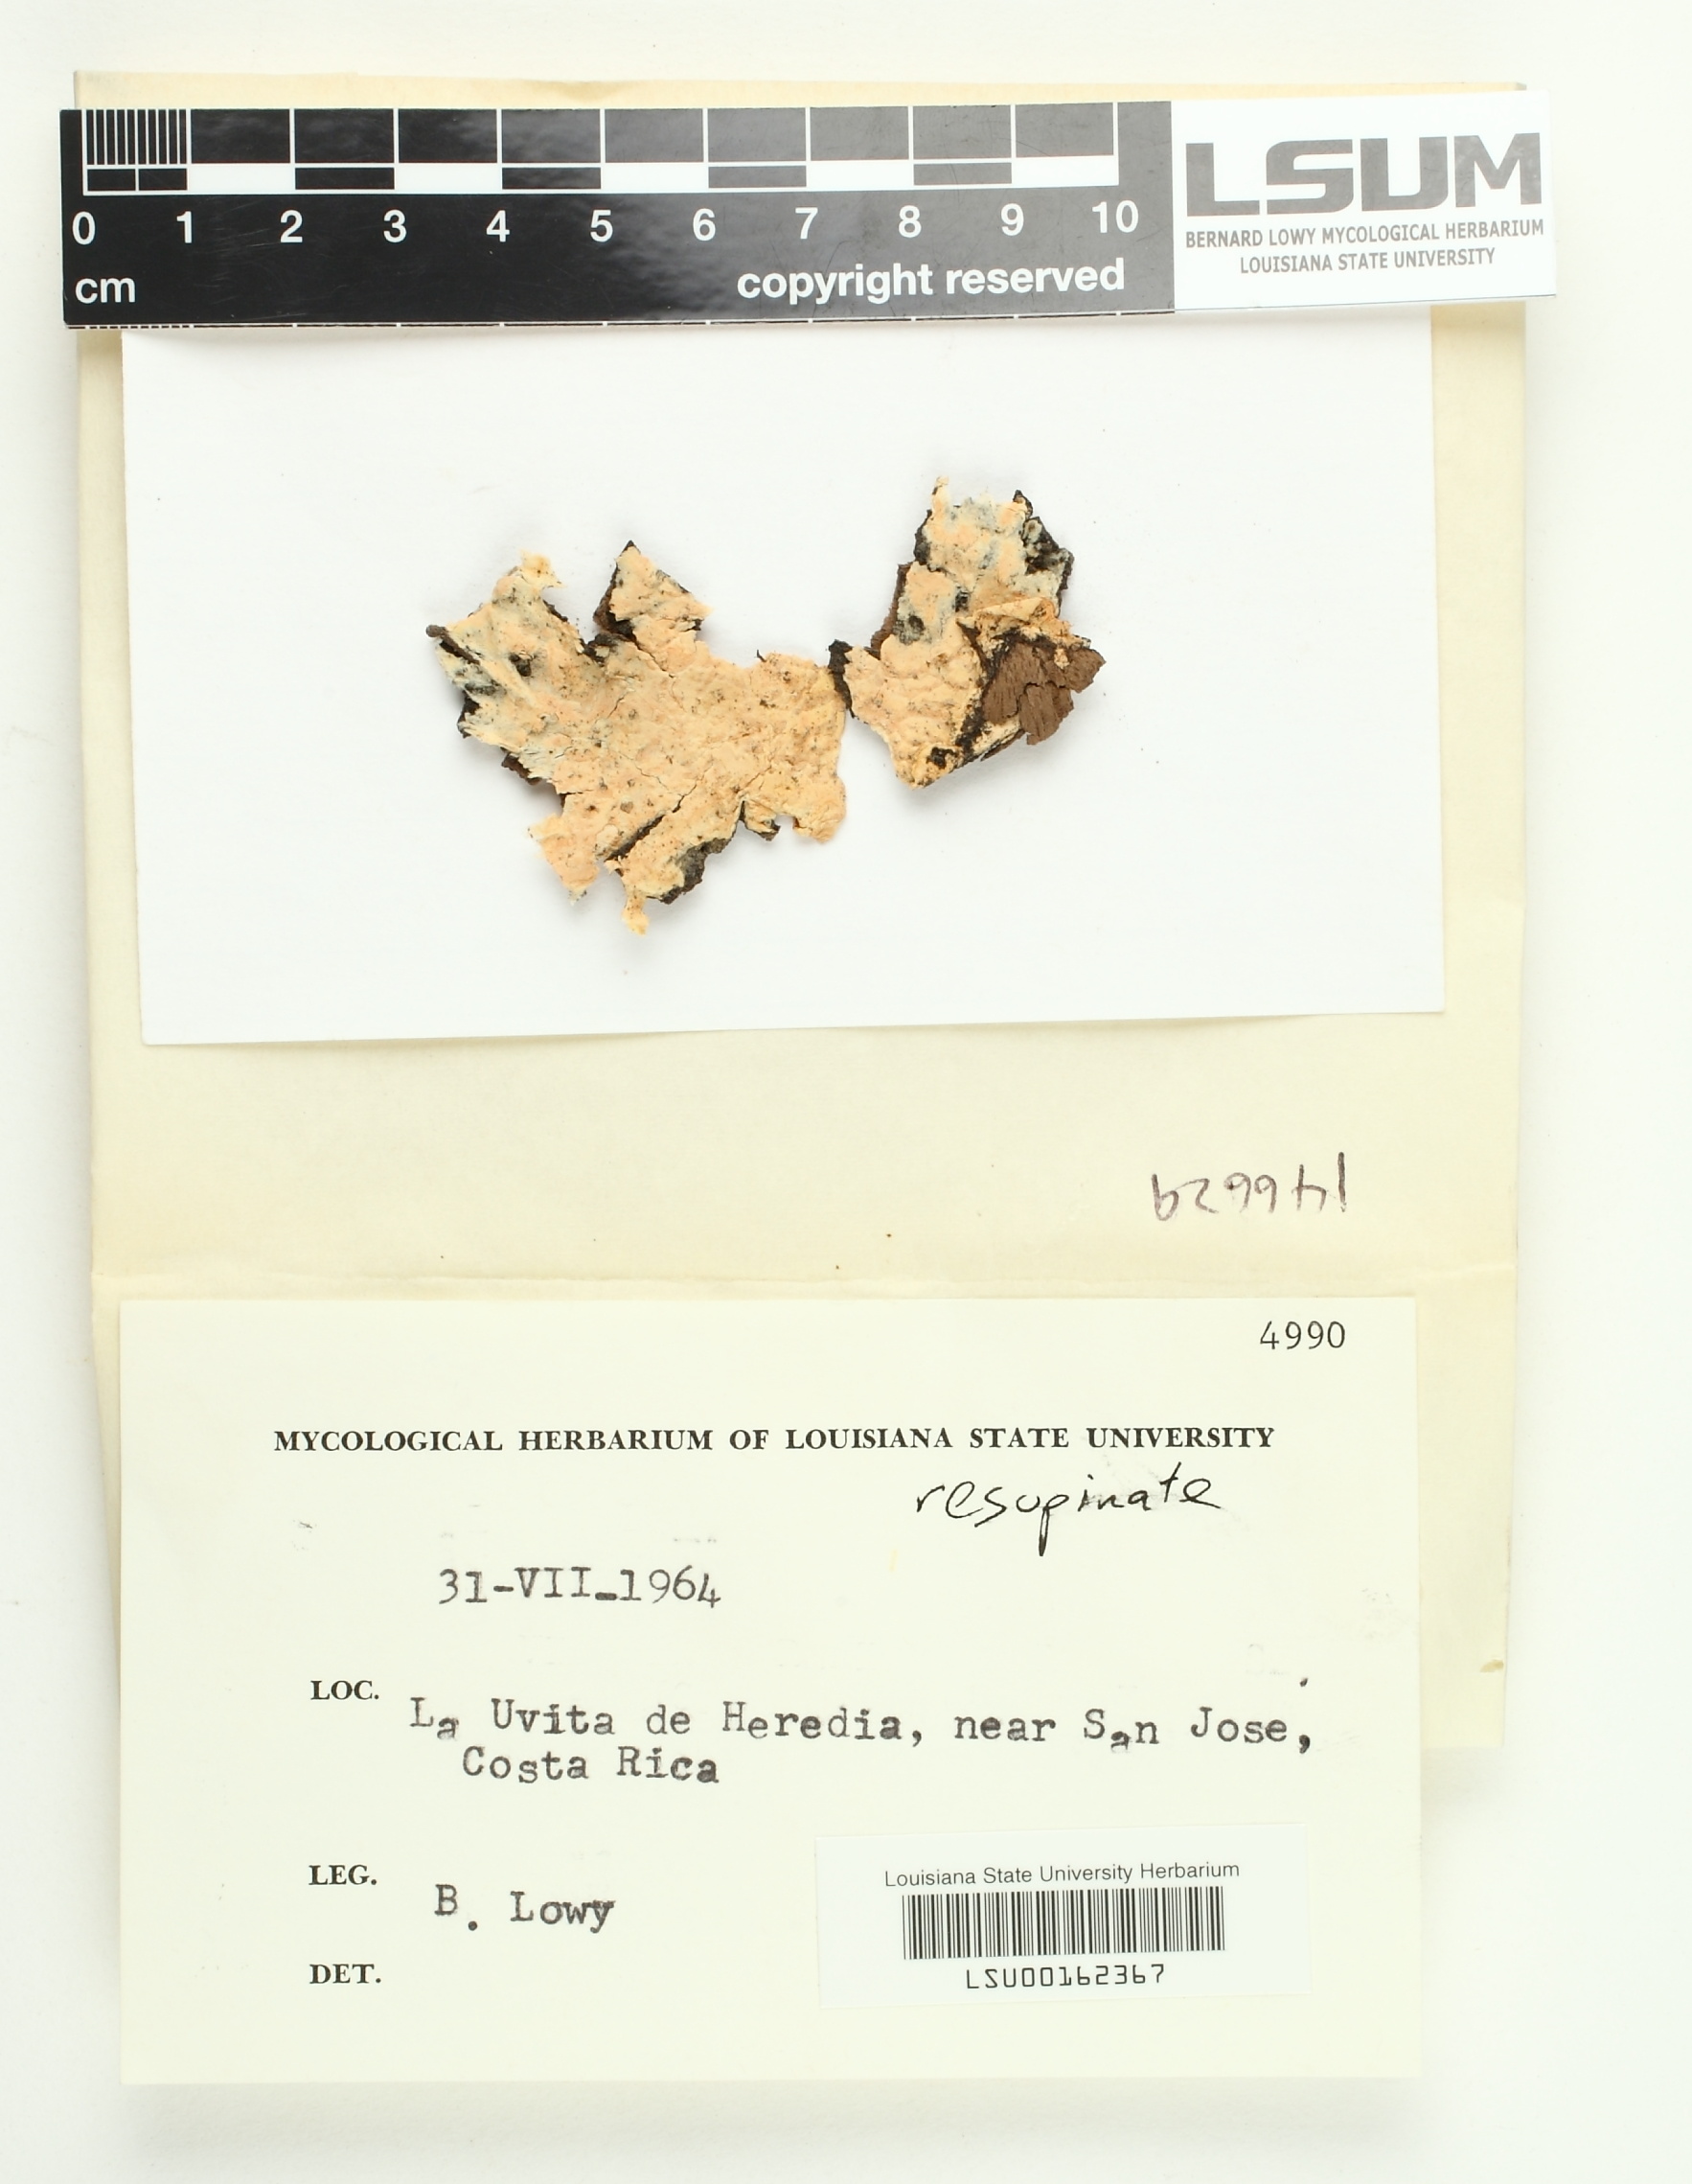 0 1 2 3 4 5 6 7 8 9 10
cm
copyright reserved
LSUM
BERNARD LOWY MYCOLOGICAL HERBARIUM
LOUISIANA STATE UNIVERSITY
144629
4990
MYCOLOGICAL HERBARIUM OF LOUISIANA STATE UNIVERSITY
resupinate
31-VII-1964
LOC. La Uvita de Heredia, near San Jose,
Costa Rica
LEG. B. Lowy
Louisiana State University Herbarium
LSU00162367
DET.